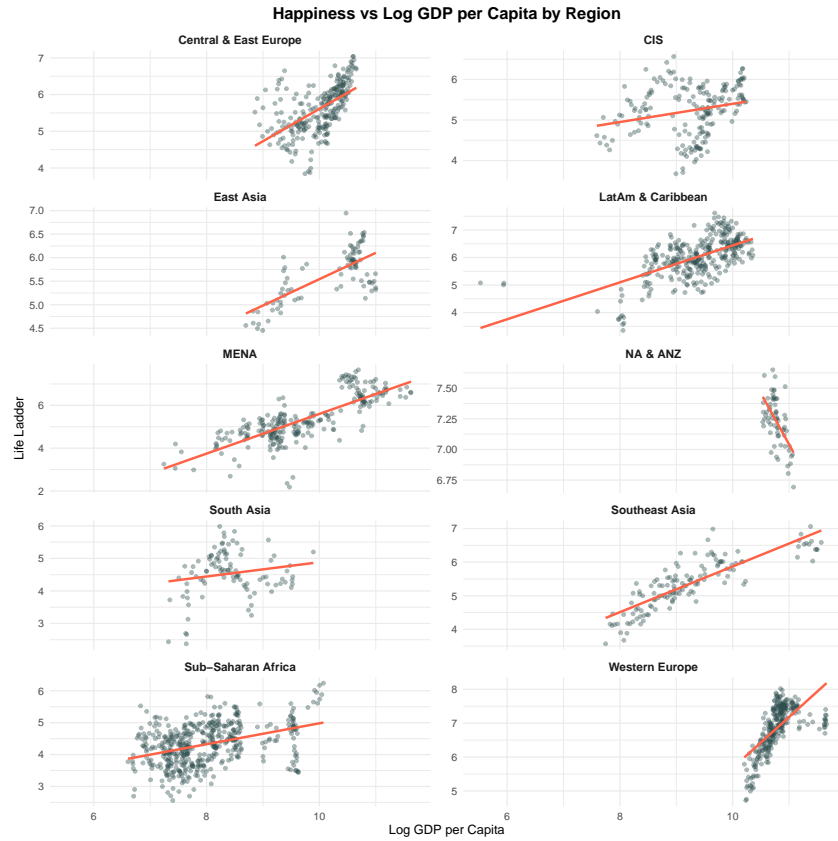 Happiness vs Log GDP per Capita by Region
Central & East Europe
CIS
7
6
5
4
6
5
4
East Asia
LatAm & Caribbean
7.0
6.5
6.0
5.5
5.0
4.5
7
6
5
4
MENA
NA & ANZ
6
4
2
7.50
7.25
7.00
6.75
Life Ladder
South Asia
Southeast Asia
6
5
4
3
7
6
5
4
Sub−Saharan Africa
Western Europe
6
5
4
3
8
7
6
5
6 8 10
6 8 10
Log GDP per Capita